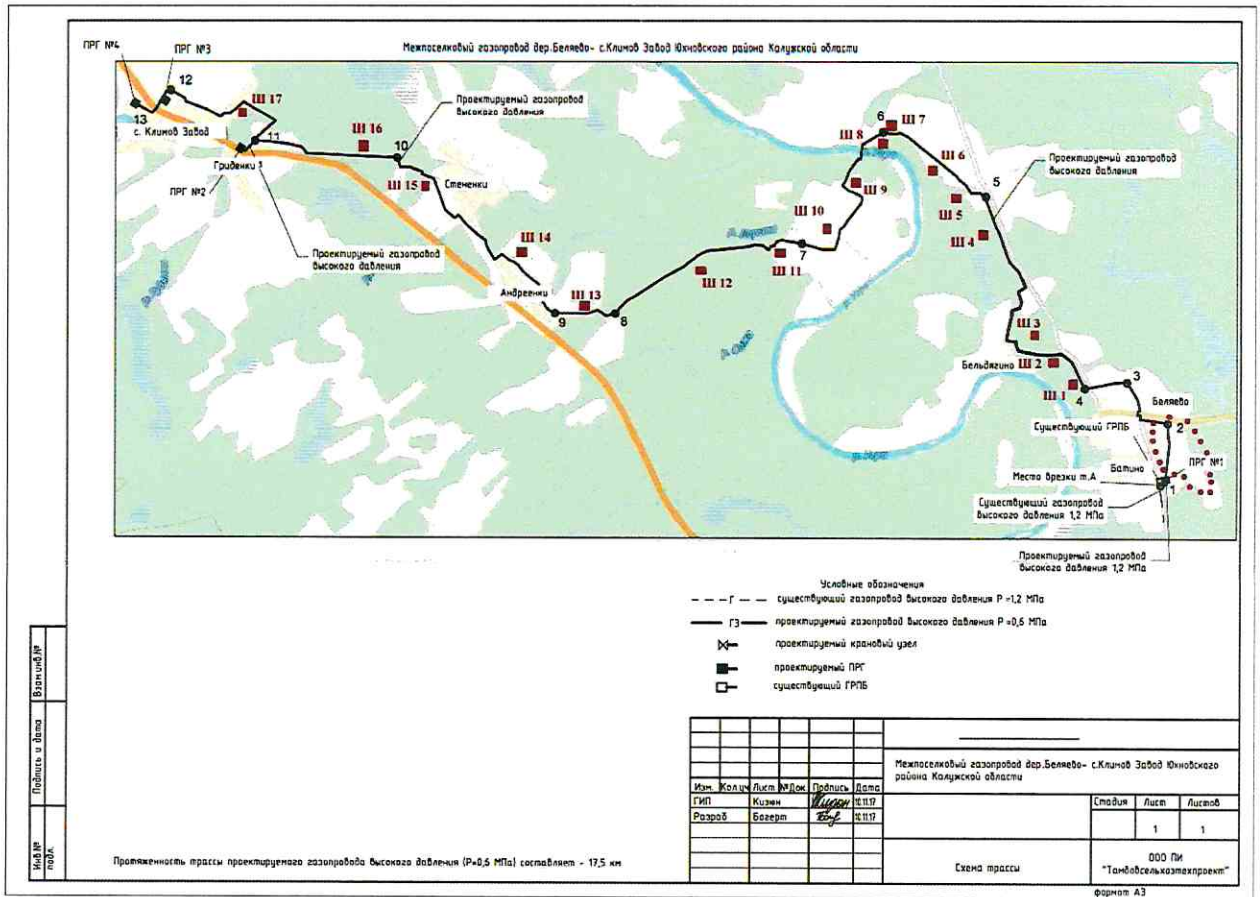 Межпоселковый газопровод дер.Беляево- с.Климов Завод Юхновского района Калужской области
ПРГ №4
ПРГ №3
12
13
с. Климов Завод
Ш 17
11
Гриденки
ПРГ №2
Ш 16
10
Проектируемый газопровод
высокого давления
Ш 15
Стененки
Проектируемый газопровод
высокого давления
Ш 14
Андреенки
Ш 13
9
8
Ш 12
Ш 11
7
Ш 10
Ш 9
Ш 8
6
Ш 7
Ш 6
5
Ш 5
Ш 4
Проектируемый газопровод
высокого давления
Ш 3
Бельдягино
Ш 2
Ш 1
4
3
Беляево
2
Существующий ГРПБ
Батино
ПРГ №1
Место врезки т.А
1
Существующий газопровод
высокого давления 1,2 МПа
Проектируемый газопровод
высокого давления 1,2 МПа
Условные обозначения
Г существующий газопровод высокого давления Р =1,2 МПа
Г3 проектируемый газопровод высокого давления Р =0,6 МПа
проектируемый крановый узел
проектируемый ПРГ
существующий ГРПБ
Взам инв.№
Подпись и дата
Инв № подл.
Межпоселковый газопровод дер.Беляево- с.Климов Завод Юхновского
района Калужской области
Изм. Кол.уч Лист №Док Подпись Дата
ГИП Кизян 10.11.17
Разраб Богерт 10.11.17
Стадия Лист Листов
1 1
Схема трассы
ООО ПИ
"Тамбовсельхозтехпроект"
формат А3
Протяженность трассы проектируемого газопровода высокого давления (Р=0,6 МПа) составляет - 17,5 км